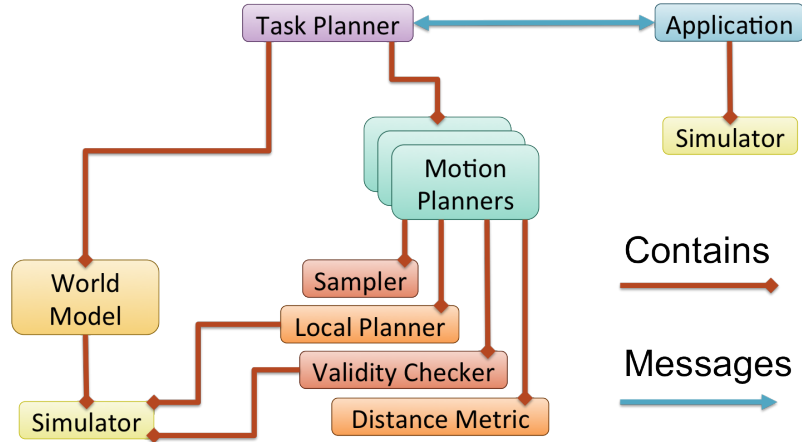 Task Planner
Application
Simulator
Motion
Planners
Contains
World
Model
Sampler
Local Planner
Validity Checker
Messages
Simulator
Distance Metric